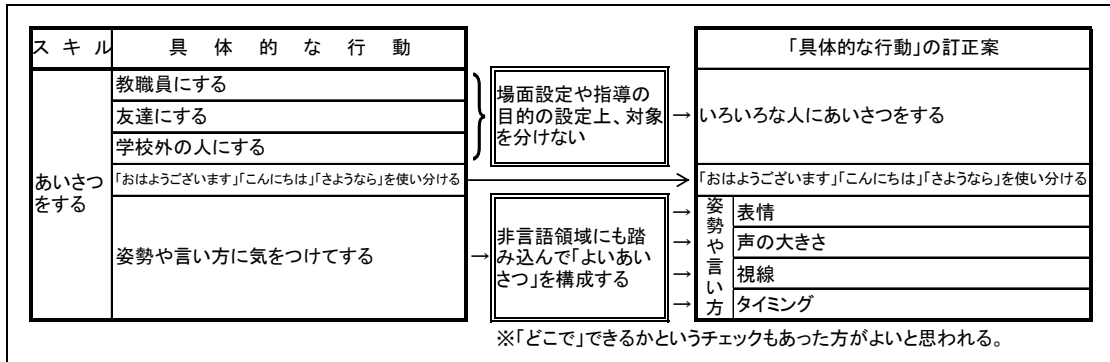 スキル 具体的な行動
あいさつ
をする
教職員にする
友達にする
学校外の人にする
「おはようございます」「こんにちは」「さようなら」を使い分ける
姿勢や言い方に気をつけてする
場面設定や指導の
目的の設定上、対象
を分けない
→
→
非言語領域にも踏
み込んで「よいあい
さつ」を構成する
→
→
→
→
→
「具体的な行動」の訂正案
いろいろな人にあいさつをする
「おはようございます」「こんにちは」「さようなら」を使い分ける
姿勢や言い方
表情
声の大きさ
視線
タイミング
※「どこで」できるかというチェックもあった方がよいと思われる。